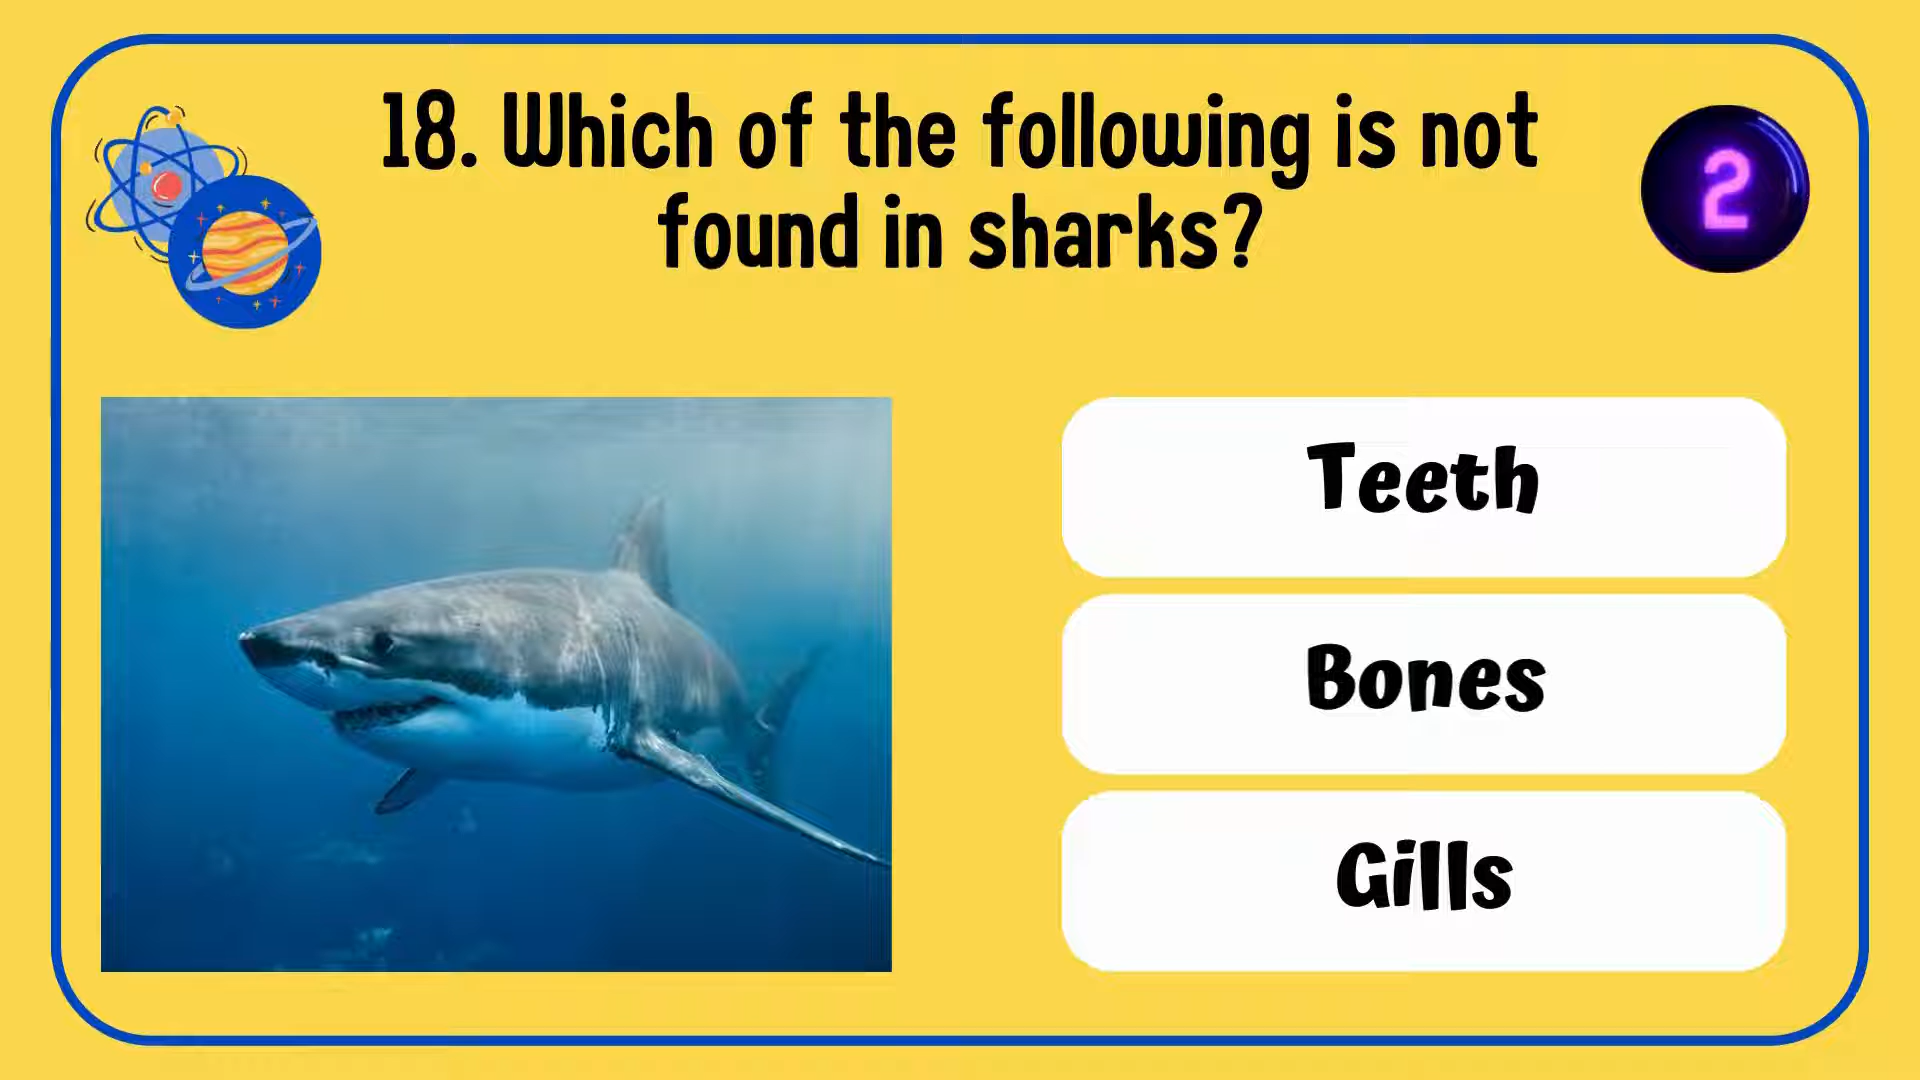 18. Which of the following is not
found in sharks?
2
Teeth
Bones
Gills